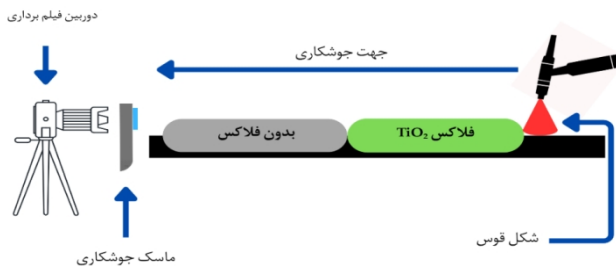 دوربین فیلم برداری
جهت جوشکاری
فلاکس TiO₂
بدون فلاکس
شکل قوس
ماسک جوشکاری